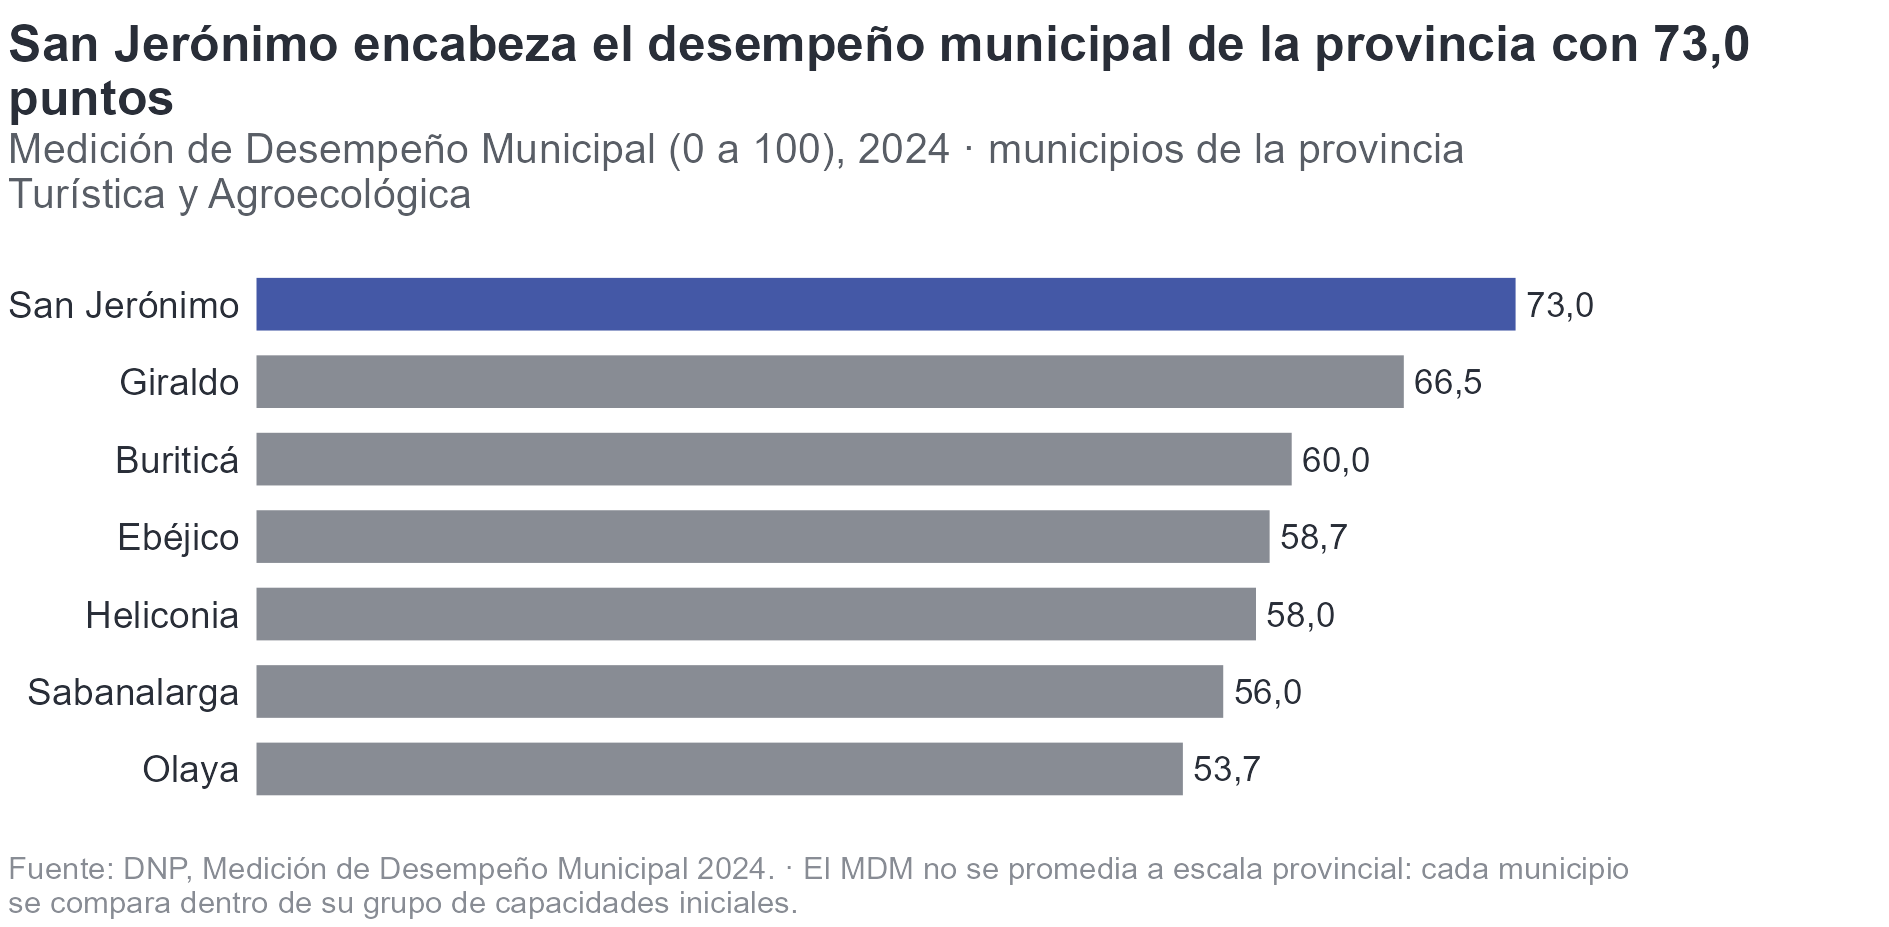 San Jerónimo encabeza el desempeño municipal de la provincia con 73,0
puntos
Medición de Desempeño Municipal (0 a 100), 2024 · municipios de la provincia
Turística y Agroecológica
San Jerónimo 73,0
Giraldo 66,5
Buriticá 60,0
Ebéjico 58,7
Heliconia 58,0
Sabanalarga 56,0
Olaya 53,7
Fuente: DNP, Medición de Desempeño Municipal 2024. · El MDM no se promedia a escala provincial: cada municipio
se compara dentro de su grupo de capacidades iniciales.